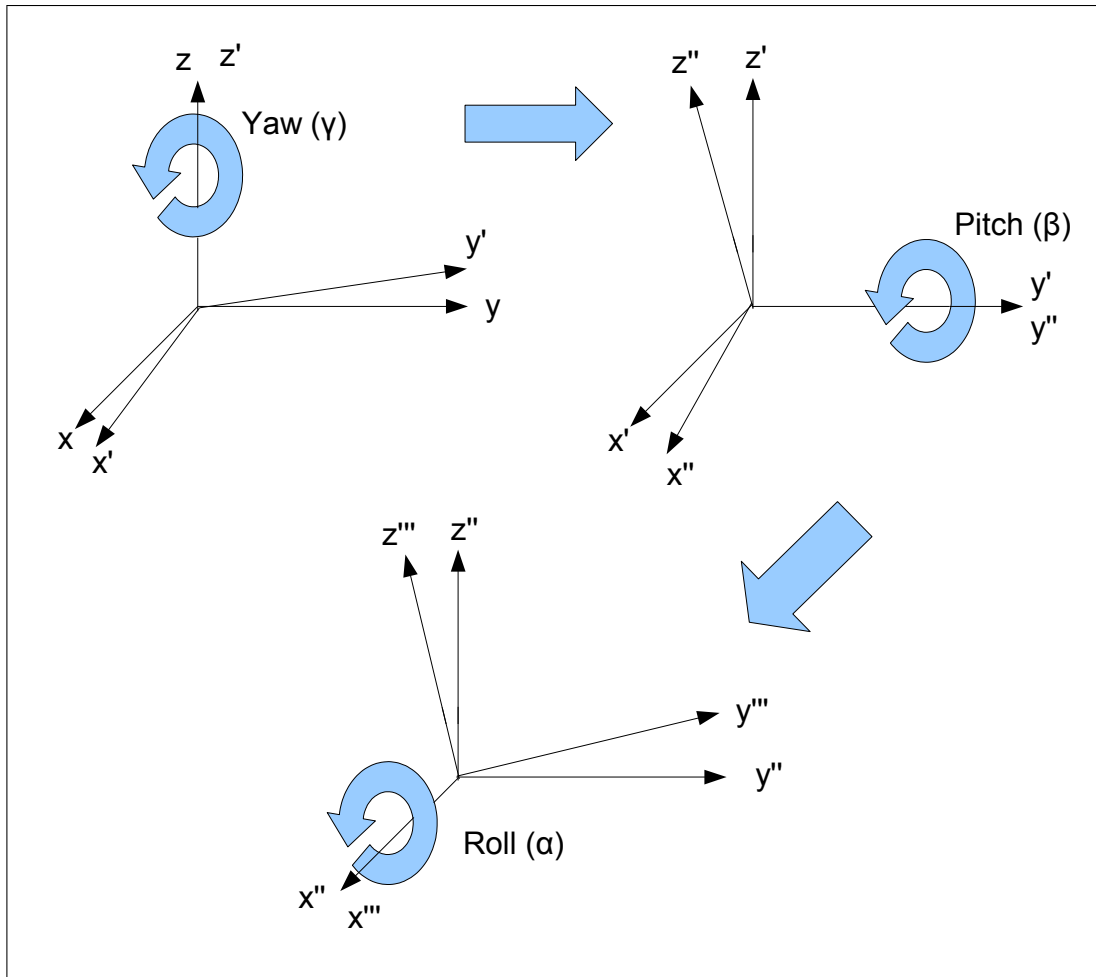 z z'
Yaw (γ)
y'
y
x
x'
z" z'
Pitch (β)
y'
y"
x'
x"
z''' z"
y'''
y"
Roll (α)
x"
x'''